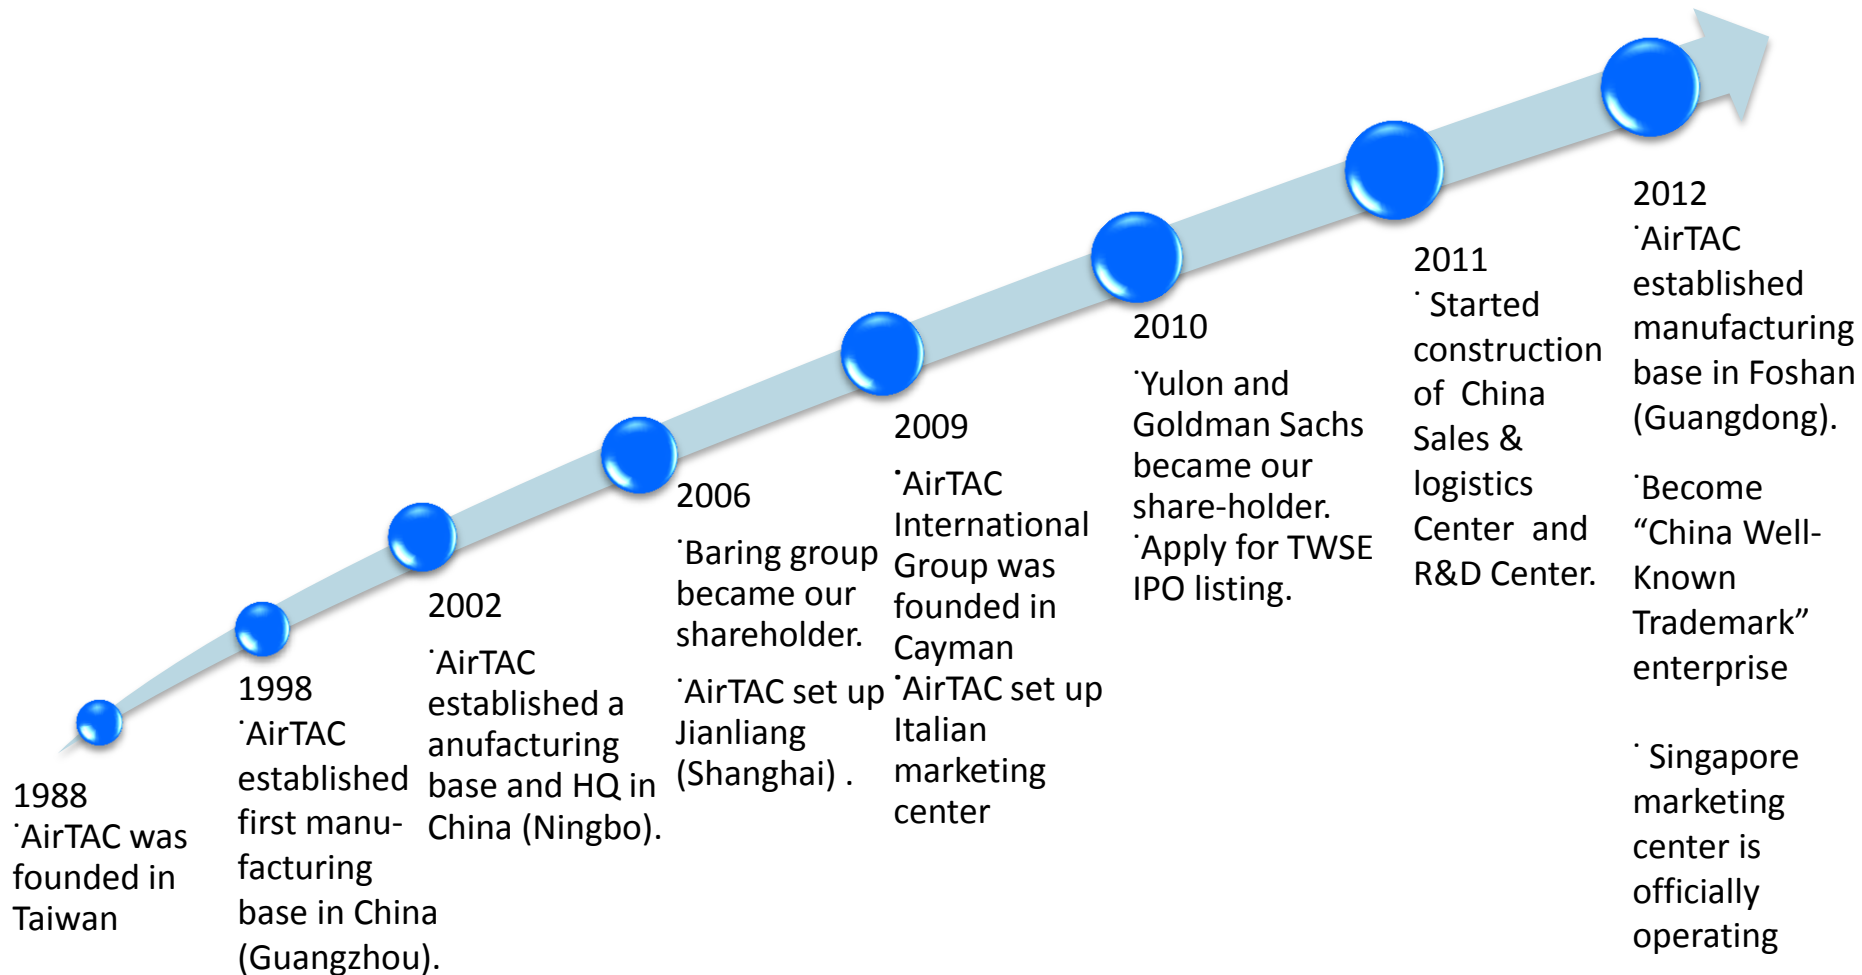 1988
˙AirTAC was
founded in
Taiwan
1998
˙AirTAC
established
first manu-
facturing
base in China
(Guangzhou).
2002
˙AirTAC
established a
anufacturing
base and HQ in
China (Ningbo).
2006
˙Baring group
became our
shareholder.
˙AirTAC set up
Jianliang
(Shanghai) .
2009
˙AirTAC
International
Group was
founded in
Cayman
˙AirTAC set up
Italian
marketing
center
2010
˙Yulon and
Goldman Sachs
became our
share-holder.
˙Apply for TWSE
IPO listing.
2011
˙ Started
construction
of China
Sales &
logistics
Center and
R&D Center.
2012
˙AirTAC
established
manufacturing
base in Foshan
(Guangdong).
˙Become
“China Well-
Known
Trademark”
enterprise
˙ Singapore
marketing
center is
officially
operating